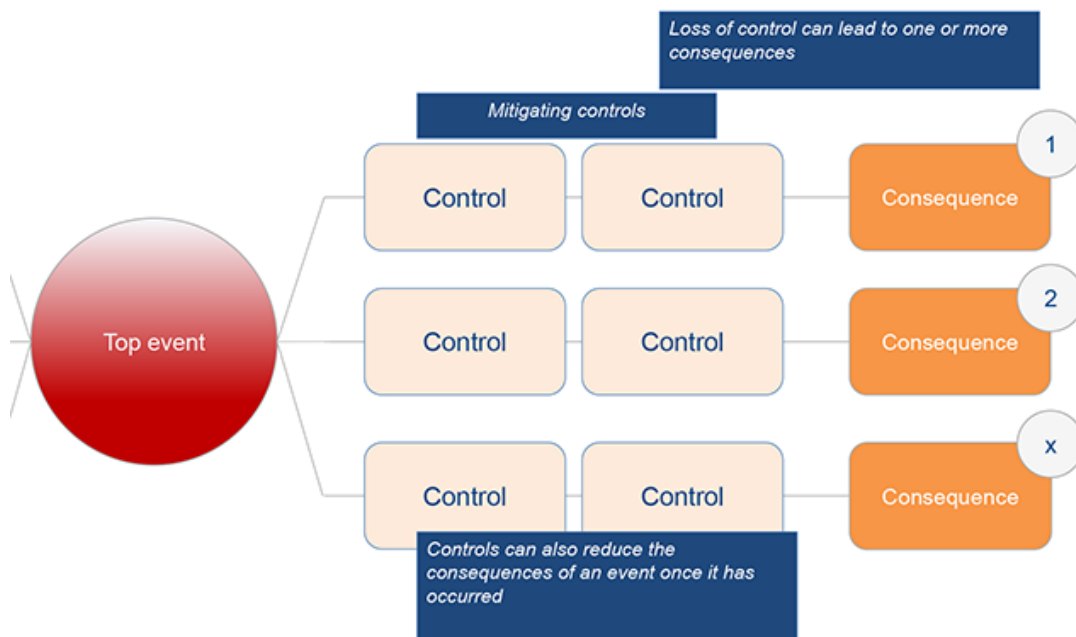 Loss of control can lead to one or more
consequences
Mitigating controls
1
Control
Control
Consequence
2
Top event
Control
Control
Consequence
x
Control
Control
Consequence
Controls can also reduce the
consequences of an event once it has
occurred